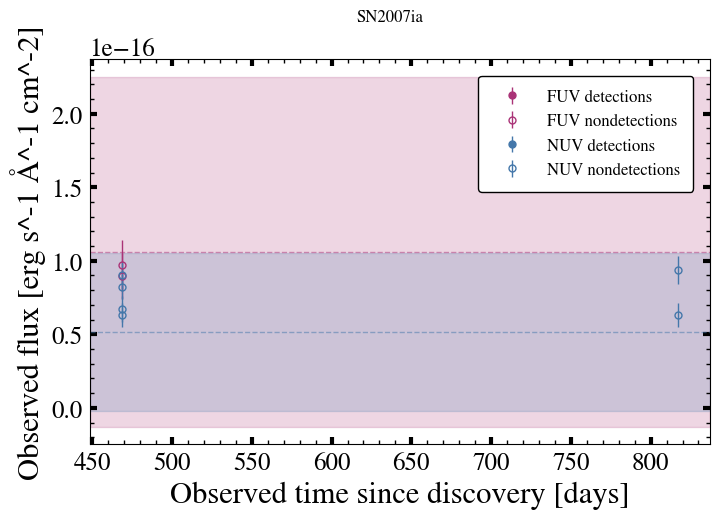 SN2007ia
1e−16
Observed flux [erg s^-1 Å^-1 cm^-2]
2.0
1.5
1.0
0.5
0.0
FUV detections
FUV nondetections
NUV detections
NUV nondetections
450 500 550 600 650 700 750 800
Observed time since discovery [days]